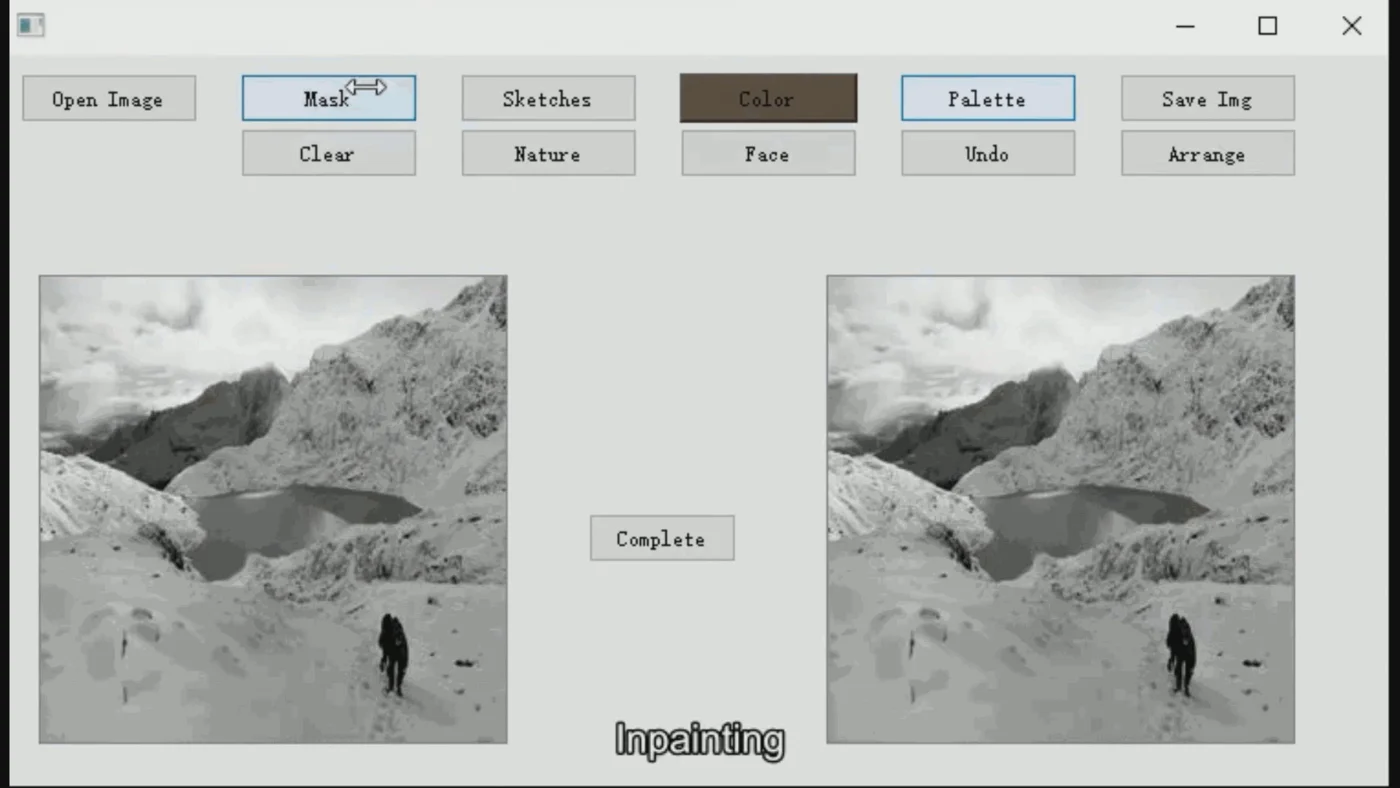 Open Image Mask Sketches Color Palette Save Img
Clear Nature Face Undo Arrange
Complete
Inpainting